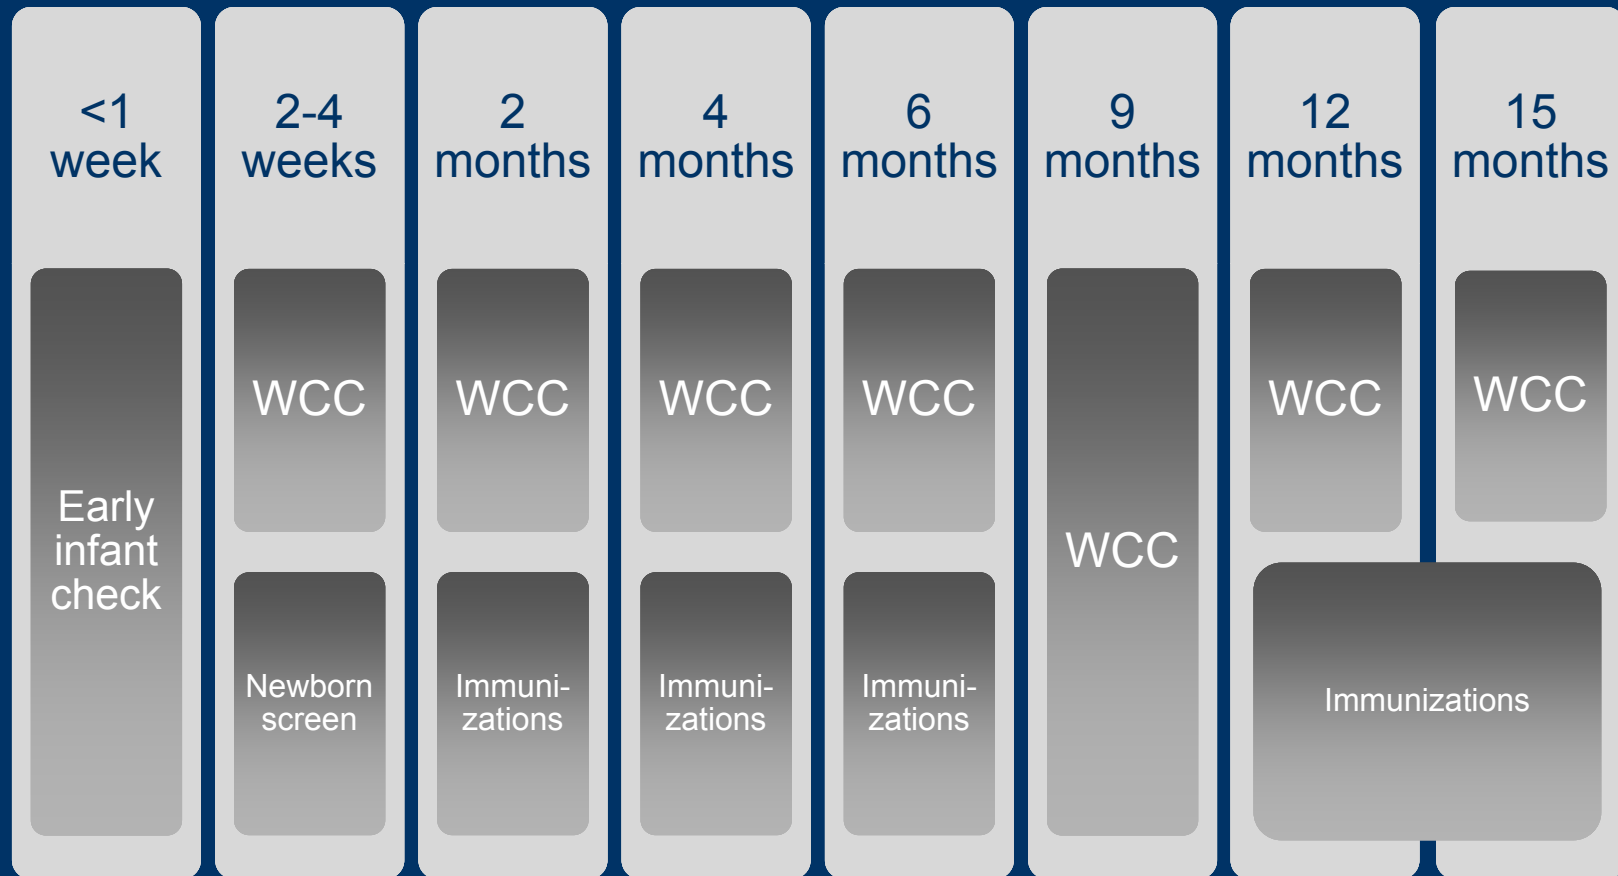 <1
week
2-4
weeks
2
months
4
months
6
months
9
months
12
months
15
months
Early
infant
check
WCC
WCC
WCC
WCC
WCC
WCC
WCC
Newborn
screen
Immuni-
zations
Immuni-
zations
Immuni-
zations
Immunizations